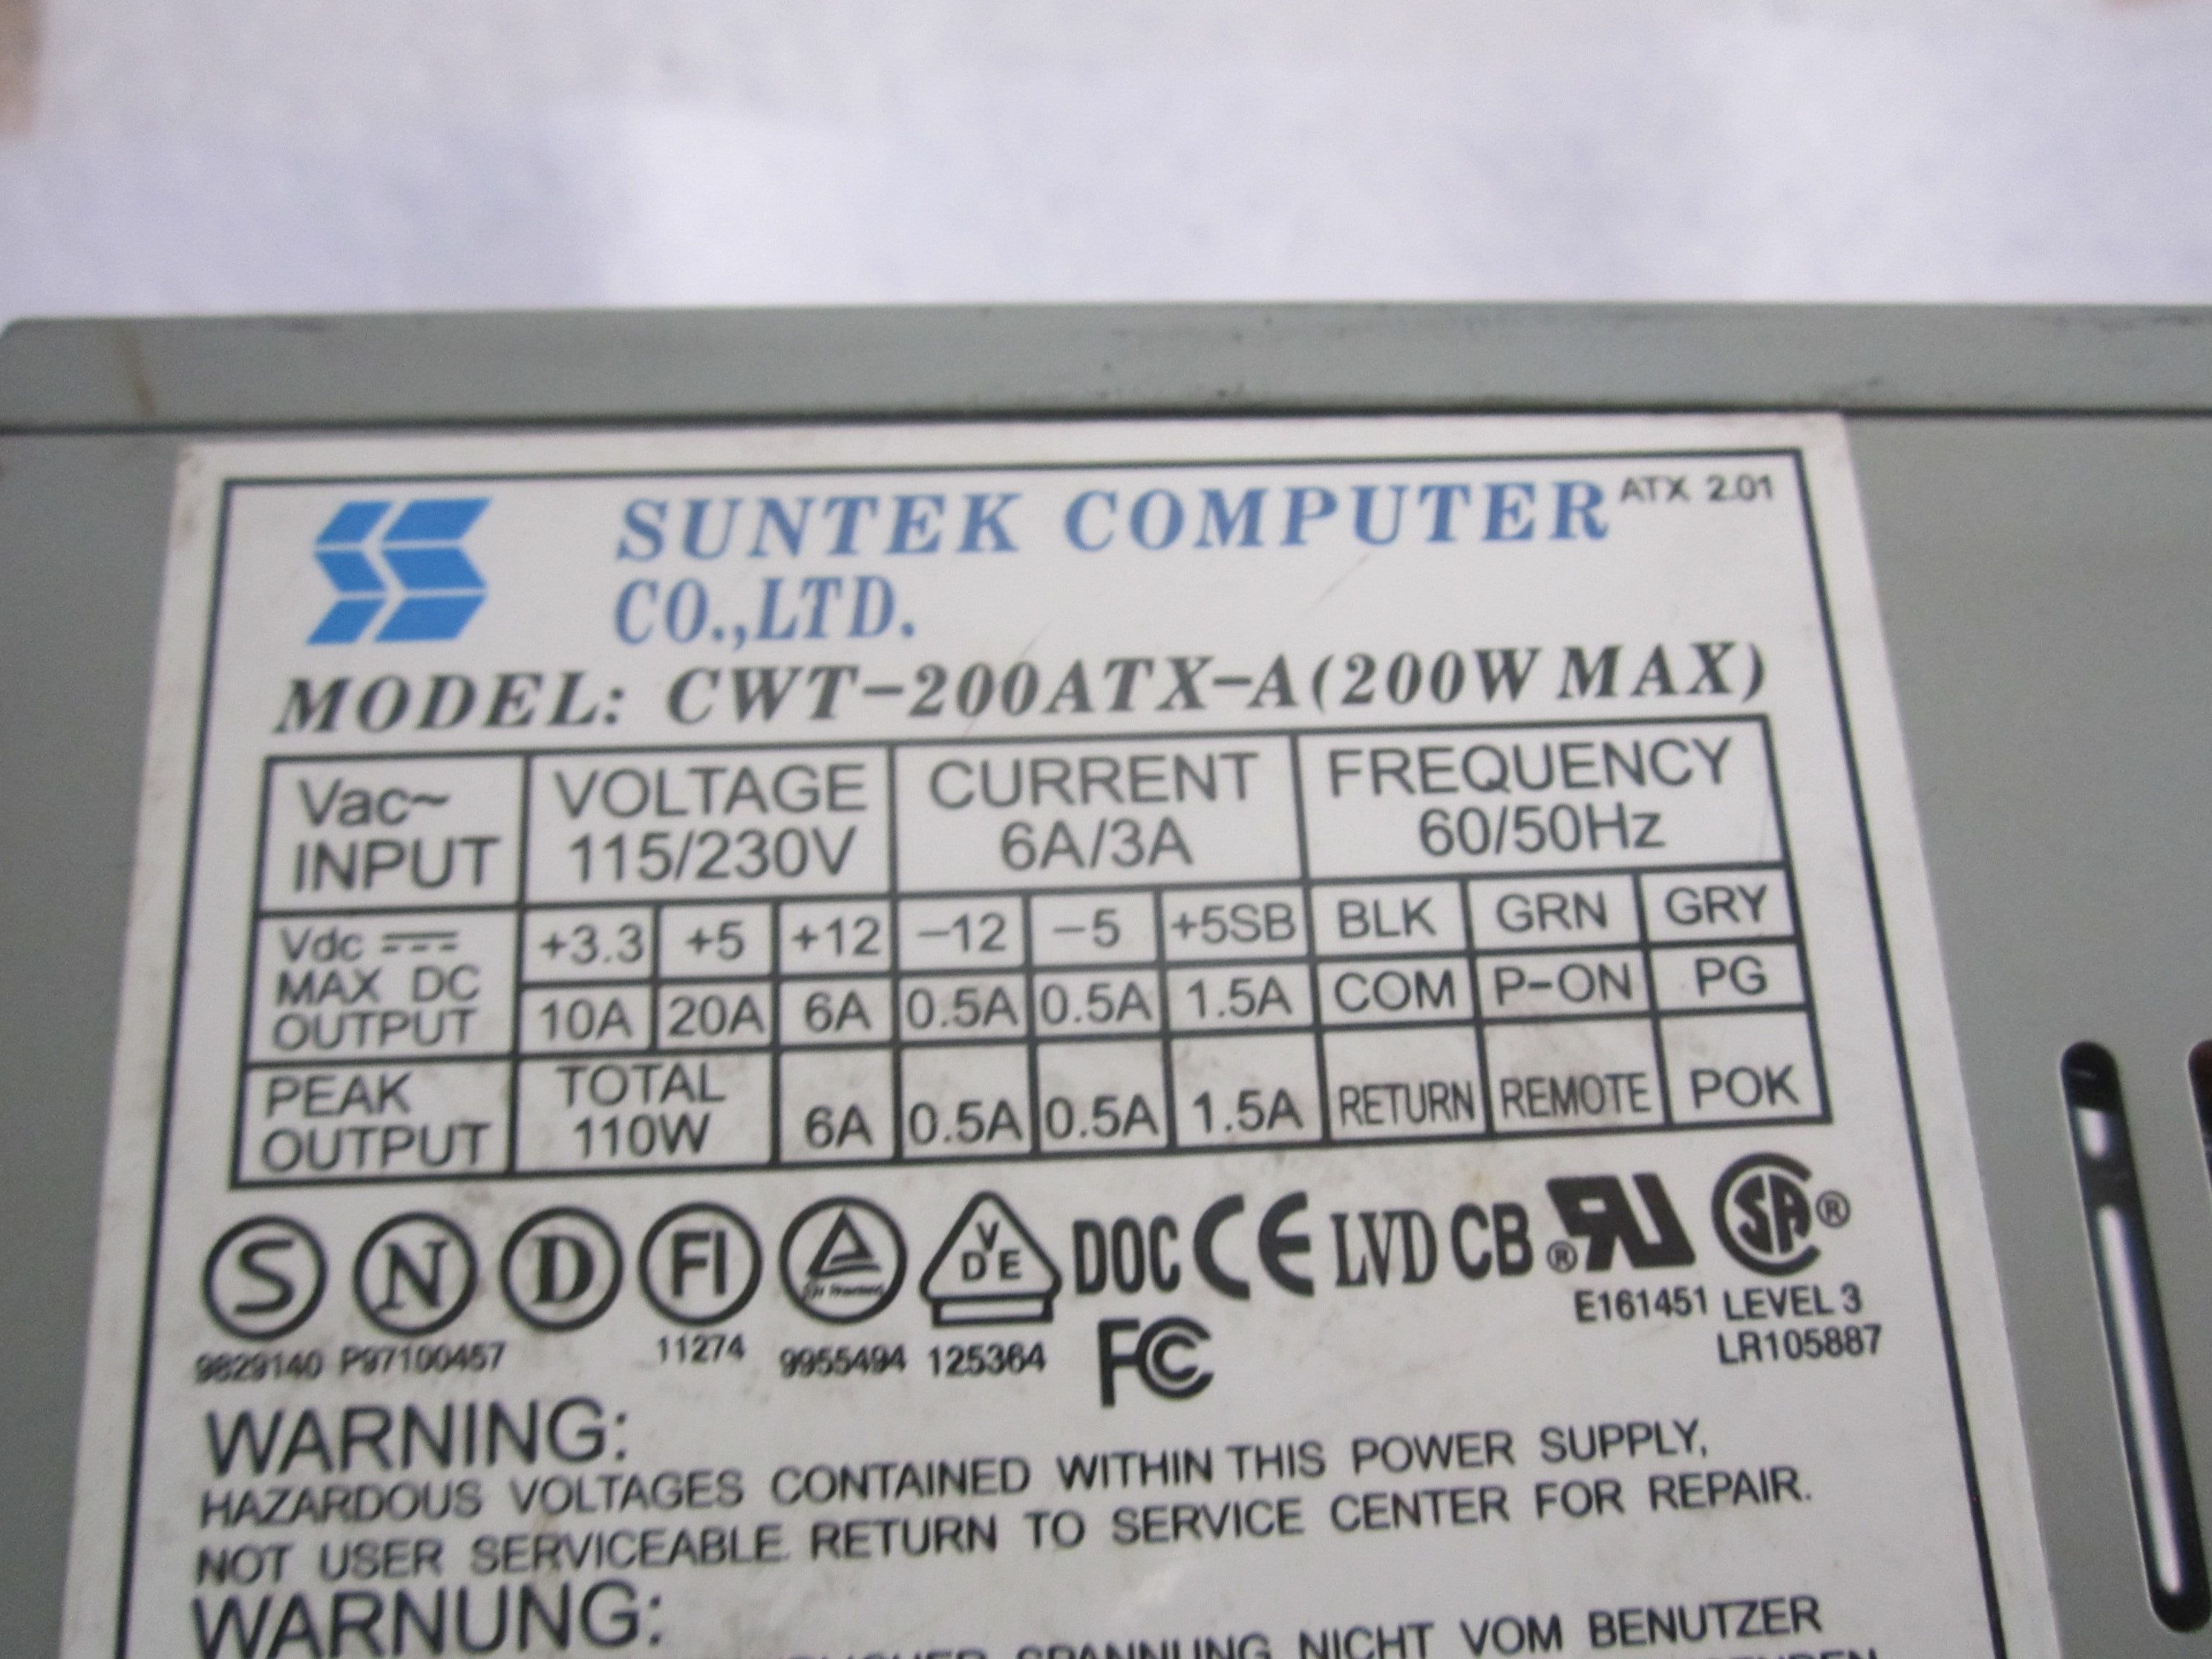 SUNTEK COMPUTER ATX 2.01
CO.,LTD.
MODEL: CWT-200ATX-A(200W MAX)
Vac~ INPUT VOLTAGE 115/230V CURRENT 6A/3A FREQUENCY 60/50Hz
Vdc MAX DC OUTPUT +3.3 +5 +12 -12 -5 +5SB BLK GRN GRY
10A 20A 6A 0.5A 0.5A 1.5A COM P-ON PG
PEAK OUTPUT TOTAL 110W 6A 0.5A 0.5A 1.5A RETURN REMOTE POK
S N D FI VDE DOC CE LVD CB RU ® SA ®
E161451 LEVEL 3
9829140 P97100457 11274 9955494 125364 FC LR105887
WARNING:
HAZARDOUS VOLTAGES CONTAINED WITHIN THIS POWER SUPPLY,
NOT USER SERVICEABLE RETURN TO SERVICE CENTER FOR REPAIR.
WARNUNG:
SPANNUNG NICHT VOM BENUTZER